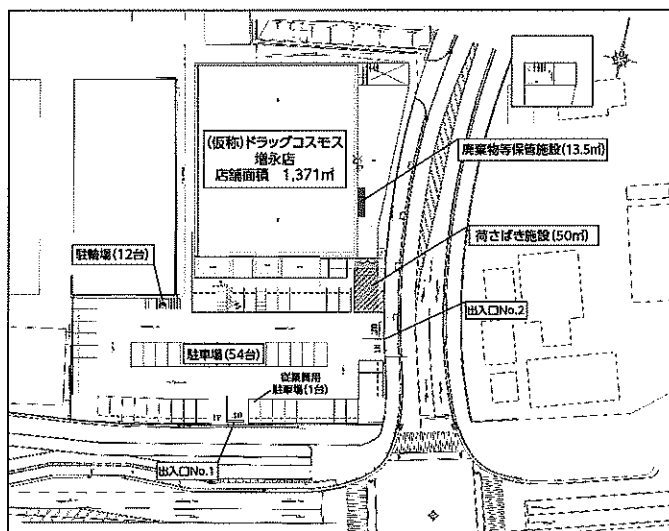 (仮称)ドラッグコスモス
増永店
店舗面積 1,371㎡
廃棄物等保管施設(13.5㎡)
荷さばき施設(50㎡)
駐輪場(12台)
出入口No.2
駐車場(54台)
従業員用
駐車場(1台)
出入口No.1